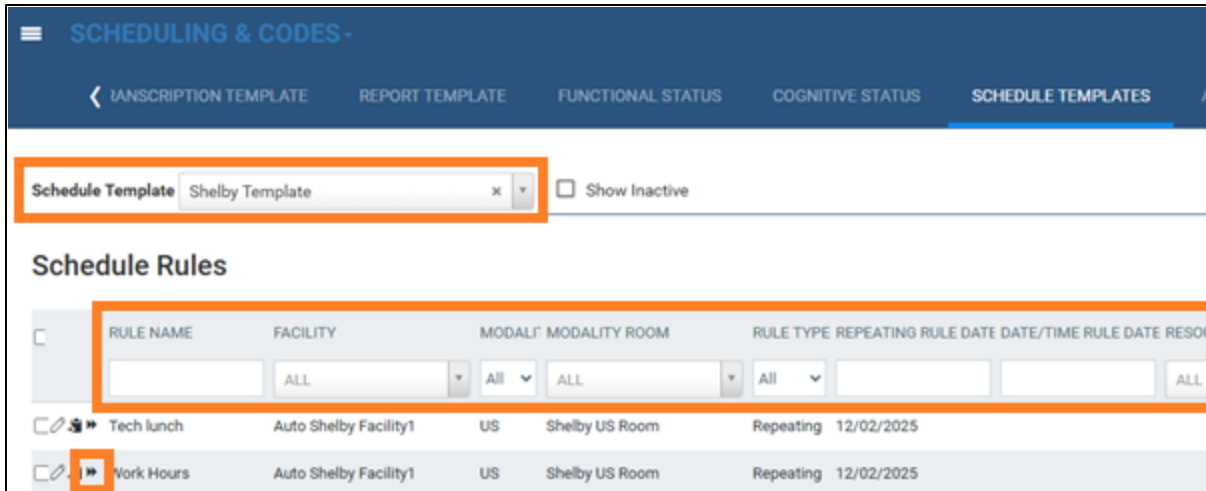 SCHEDULING & CODES
ANSCRIPTION TEMPLATE REPORT TEMPLATE FUNCTIONAL STATUS COGNITIVE STATUS SCHEDULE TEMPLATES
Schedule Template Shelby Template × Show Inactive
Schedule Rules
RULE NAME FACILITY MODALI MODALITY ROOM RULE TYPE REPEATING RULE DATE DATE/TIME RULE DATE RESO
ALL All ALL All ALL
Tech lunch Auto Shelby Facility1 US Shelby US Room Repeating 12/02/2025
Work Hours Auto Shelby Facility1 US Shelby US Room Repeating 12/02/2025